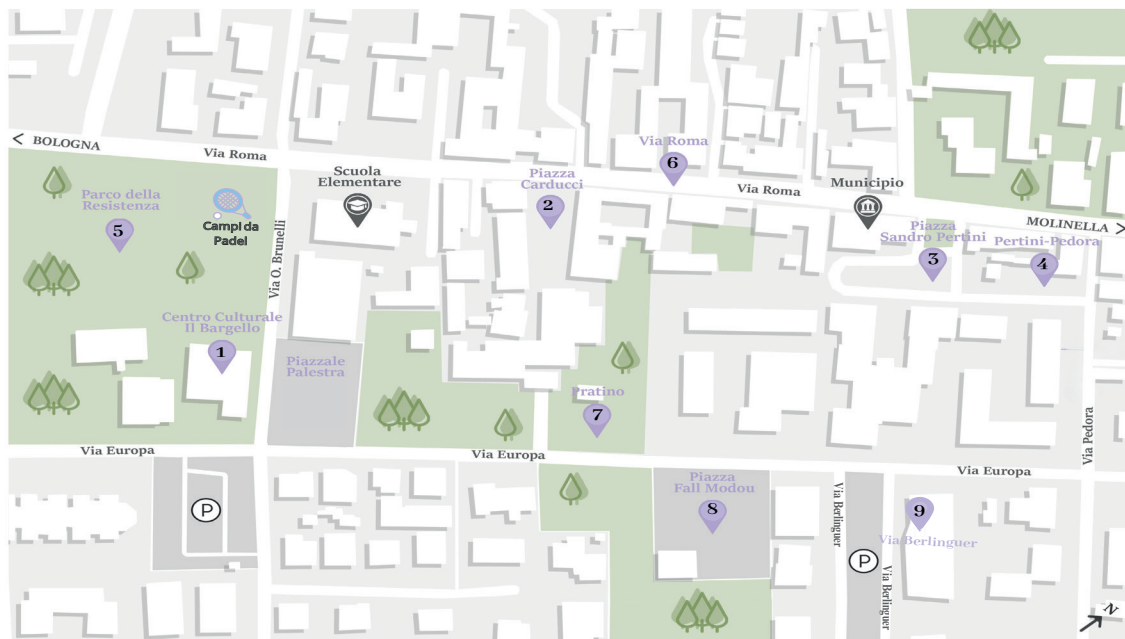 < BOLOGNA
Via Roma
Parco della
Resistenza
5
Campi da
Padel
Via O. Brunelli
Scuola
Elementare
Piazza
Carducci
2
Via Roma
6
Via Roma
Municipio
MOLINELLA >
Piazza
Sandro Pertini
3
Pertini-Pedora
4
Centro Culturale
Il Bargello
1
Piazzale
Palestra
Pratino
7
Via Pedora
Via Europa
Via Europa
Via Europa
P
Piazza
Fall Modou
8
Via Berlinguer
9
Via Berlinguer
P
Via Berlinguer
N